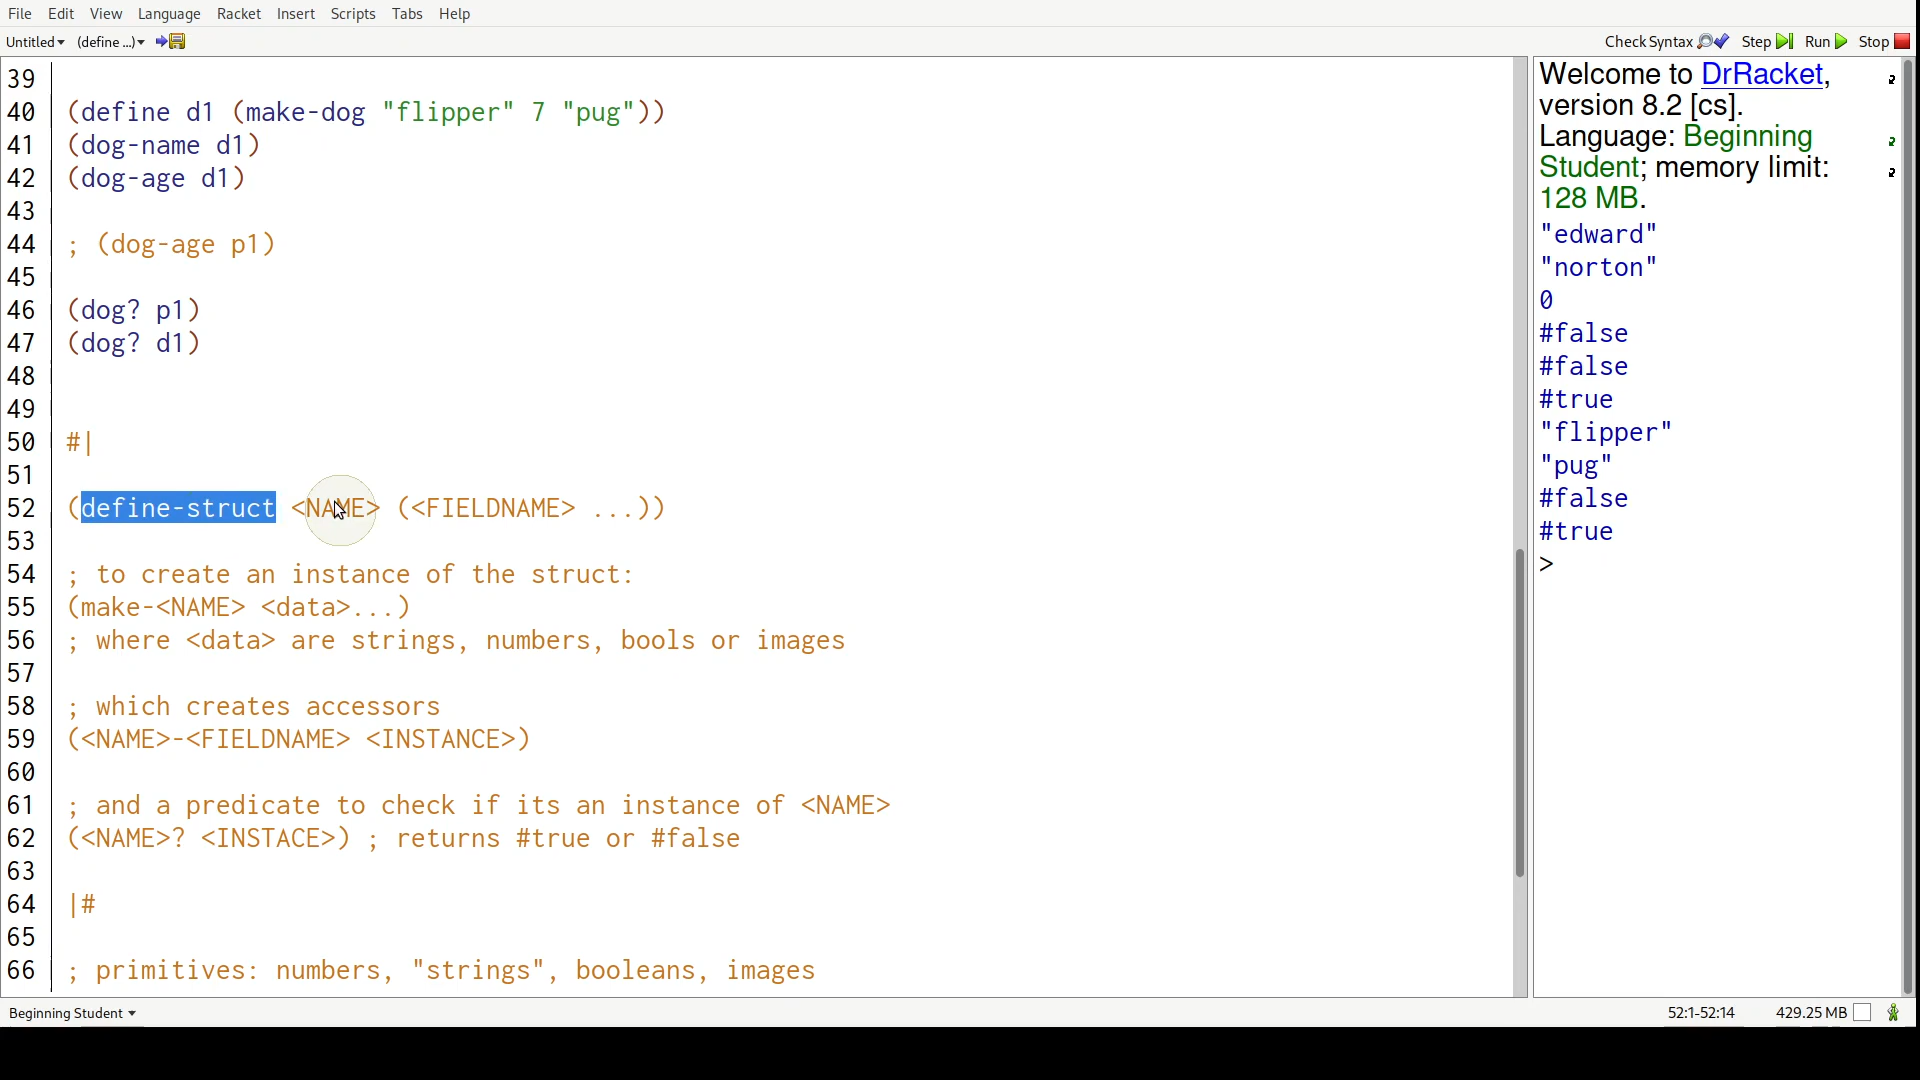 File Edit View Language Racket Insert Scripts Tabs Help
Untitled (define ...) Check Syntax Step Run Stop
39
40 (define d1 (make-dog "flipper" 7 "pug"))
41 (dog-name d1)
42 (dog-age d1)
43
44 ; (dog-age p1)
45
46 (dog? p1)
47 (dog? d1)
48
49
50 #|
51
52 (define-struct <NAME> (<FIELDNAME> ...))
53
54 ; to create an instance of the struct:
55 (make-<NAME> <data>...)
56 ; where <data> are strings, numbers, bools or images
57
58 ; which creates accessors
59 (<NAME>-<FIELDNAME> <INSTANCE>)
60
61 ; and a predicate to check if its an instance of <NAME>
62 (<NAME>? <INSTACE>) ; returns #true or #false
63
64 |#
65
66 ; primitives: numbers, "strings", booleans, images
Welcome to DrRacket,
version 8.2 [cs].
Language: Beginning
Student; memory limit:
128 MB.
"edward"
"norton"
0
#false
#false
#true
"flipper"
"pug"
#false
#true
>
Beginning Student 52:1-52:14 429.25 MB